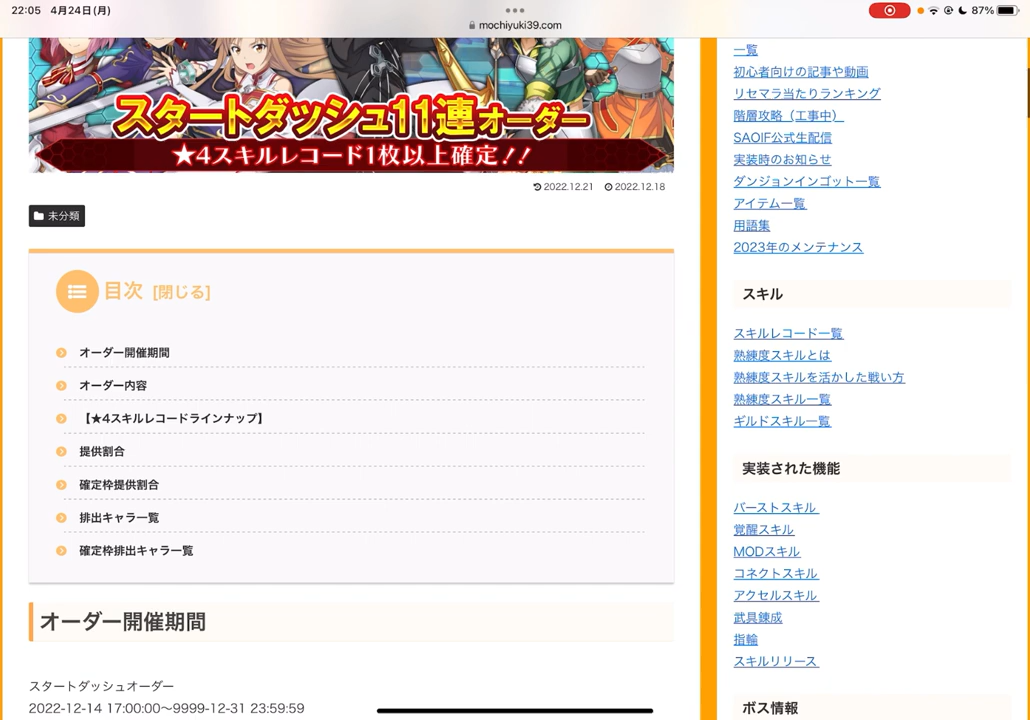 22:05 4月24日(月)
mochiyuki39.com
87%
スタートダッシュ11連オーダー
★4スキルレコード1枚以上確定!!
2022.12.21 2022.12.18
未分類
目次 [閉じる]
オーダー開催期間
オーダー内容
【★4スキルレコードラインナップ】
提供割合
確定枠提供割合
排出キャラ一覧
確定枠排出キャラ一覧
オーダー開催期間
スタートダッシュオーダー
2022-12-14 17:00:00〜9999-12-31 23:59:59
一覧
初心者向けの記事や動画
リセマラ当たりランキング
階層攻略（工事中）
SAOIF公式生配信
実装時のお知らせ
ダンジョンインゴット一覧
アイテム一覧
用語集
2023年のメンテナンス
スキル
スキルレコード一覧
熟練度スキルとは
熟練度スキルを活かした戦い方
熟練度スキル一覧
ギルドスキル一覧
実装された機能
バーストスキル
覚醒スキル
MODスキル
コネクトスキル
アクセルスキル
武具錬成
指輪
スキルリリース
ボス情報